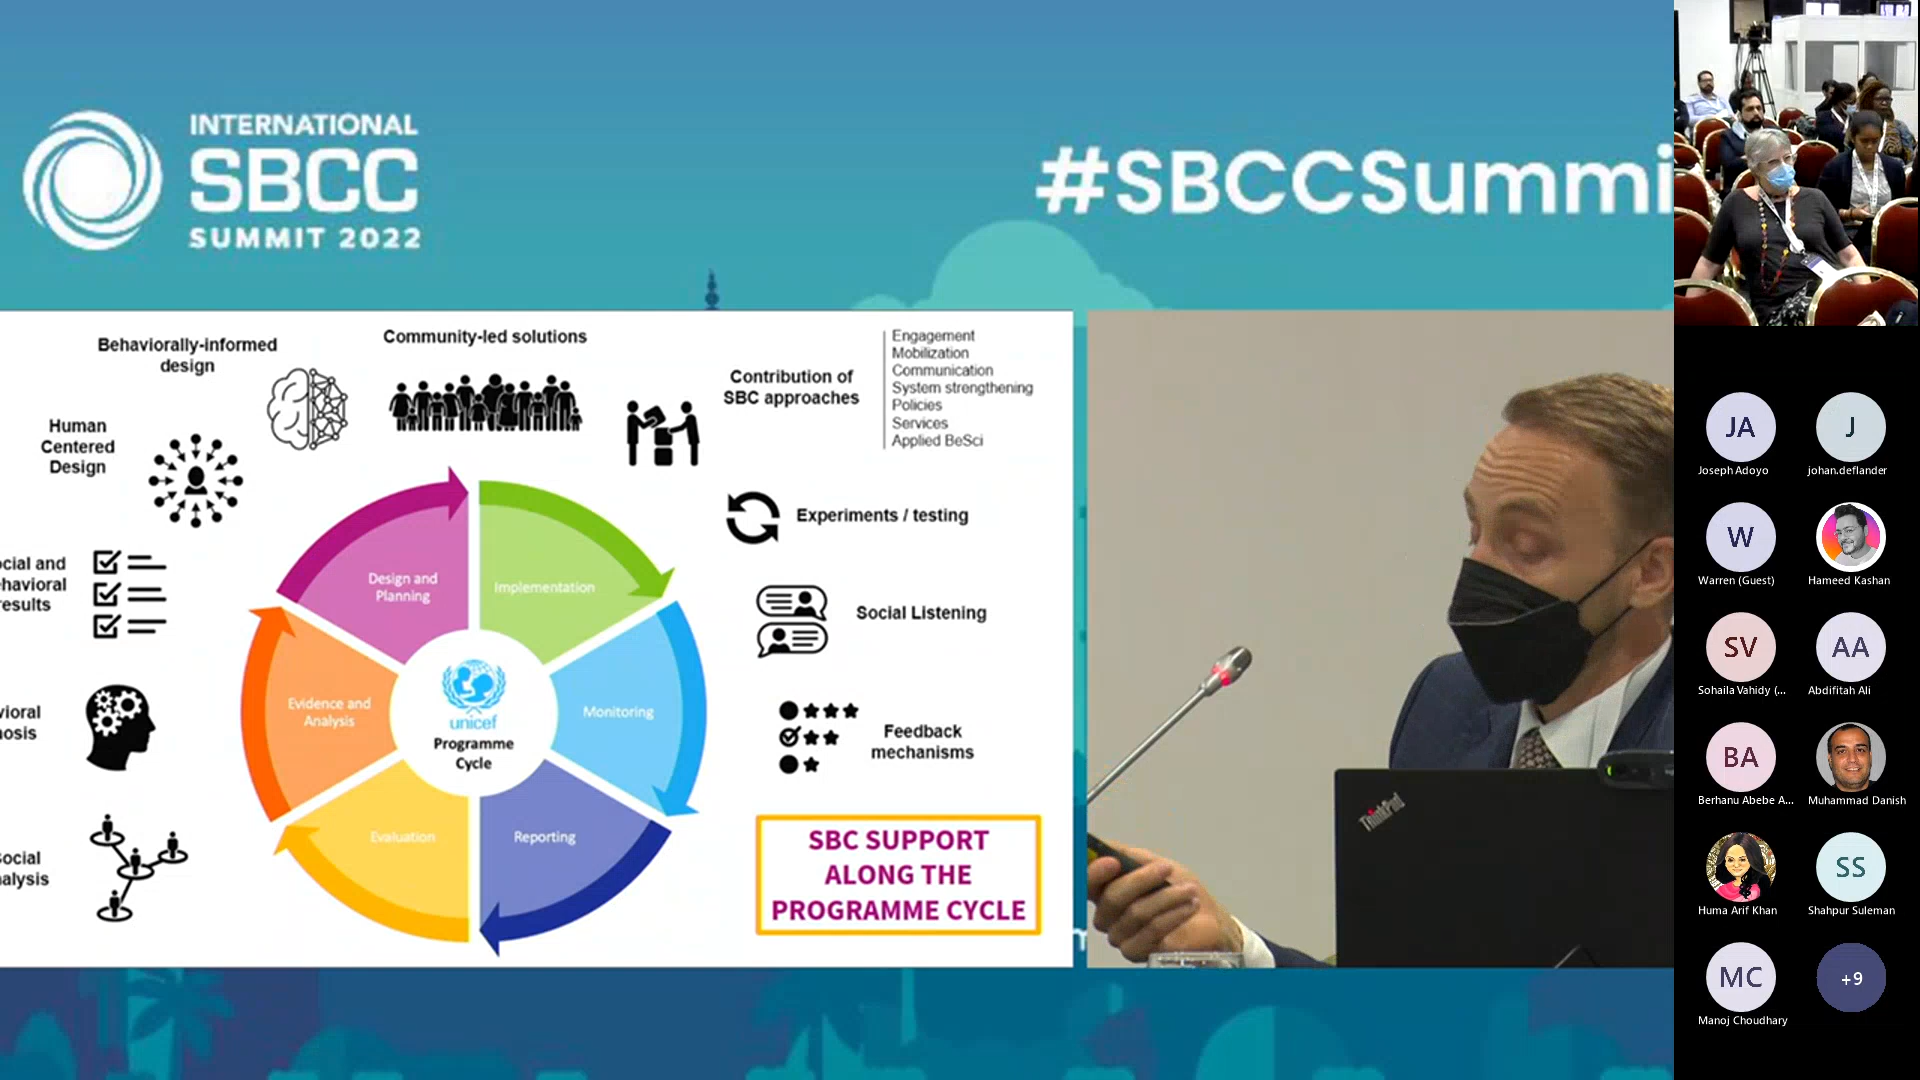 INTERNATIONAL
SBCC
SUMMIT 2022
#SBCCSummi
Behaviorally-informed
design
Community-led solutions
Contribution of
SBC approaches
Engagement
Mobilization
Communication
System strengthening
Policies
Services
Applied BeSci
Human
Centered
Design
Experiments / testing
ocial and
ehavioral
results
Design and
Planning
Implementation
Social Listening
Evidence and
Analysis
unicef
Programme
Cycle
Monitoring
vioral
nosis
Feedback
mechanisms
Evaluation
Reporting
ocial
alysis
SBC SUPPORT
ALONG THE
PROGRAMME CYCLE
ThinkPad
JA
Joseph Adoyo
J
johan.deflander
W
Warren (Guest)
Hameed Kashan
SV
Sohaila Vahidy (...
AA
Abdifitah Ali
BA
Berhanu Abebe A...
Muhammad Danish
Huma Arif Khan
SS
Shahpur Suleman
MC
Manoj Choudhary
+9